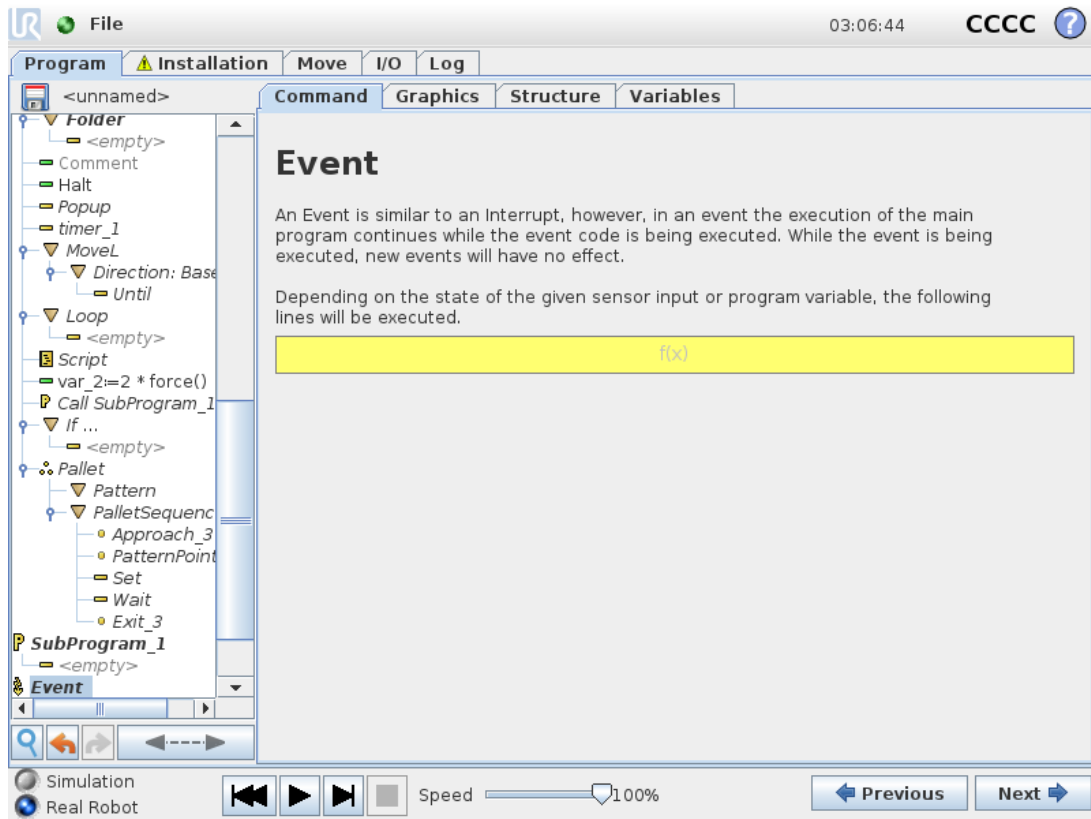 UR File 03:06:44 CCCC ?
Program Installation Move I/O Log
<unnamed> Command Graphics Structure Variables
Folder
<empty>
Comment
Halt
Popup
timer_1
MoveL
Direction: Base
Until
Loop
<empty>
Script
var_2:=2 * force()
Call SubProgram_1
If ...
<empty>
Pallet
Pattern
PalletSequenc
Approach_3
PatternPoint
Set
Wait
Exit_3
SubProgram_1
<empty>
Event
Event
An Event is similar to an Interrupt, however, in an event the execution of the main
program continues while the event code is being executed. While the event is being
executed, new events will have no effect.
Depending on the state of the given sensor input or program variable, the following
lines will be executed.
f(x)
Simulation
Real Robot
Speed 100%
Previous Next